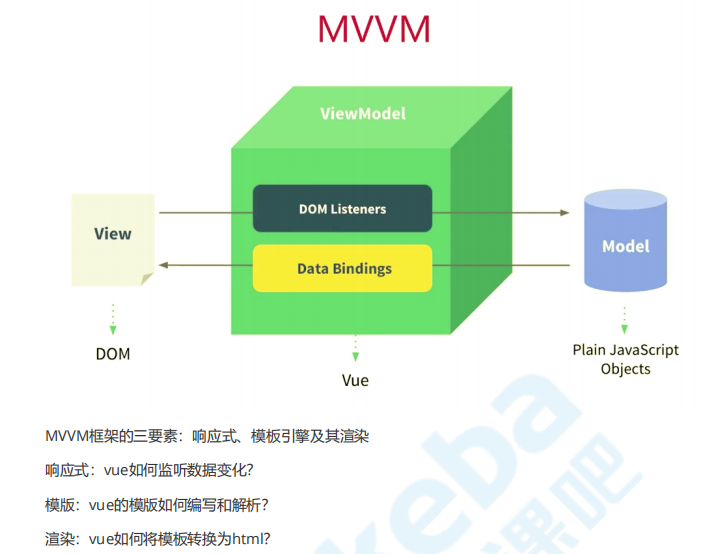 MVVM
ViewModel
DOM Listeners
View
Model
Data Bindings
DOM
Plain JavaScript
Objects
Vue
MVVM框架的三要素：响应式、模板引擎及其渲染
响应式：vue如何监听数据变化？
模版：vue的模版如何编写和解析？
渲染：vue如何将模板转换为html？
keba
课吧